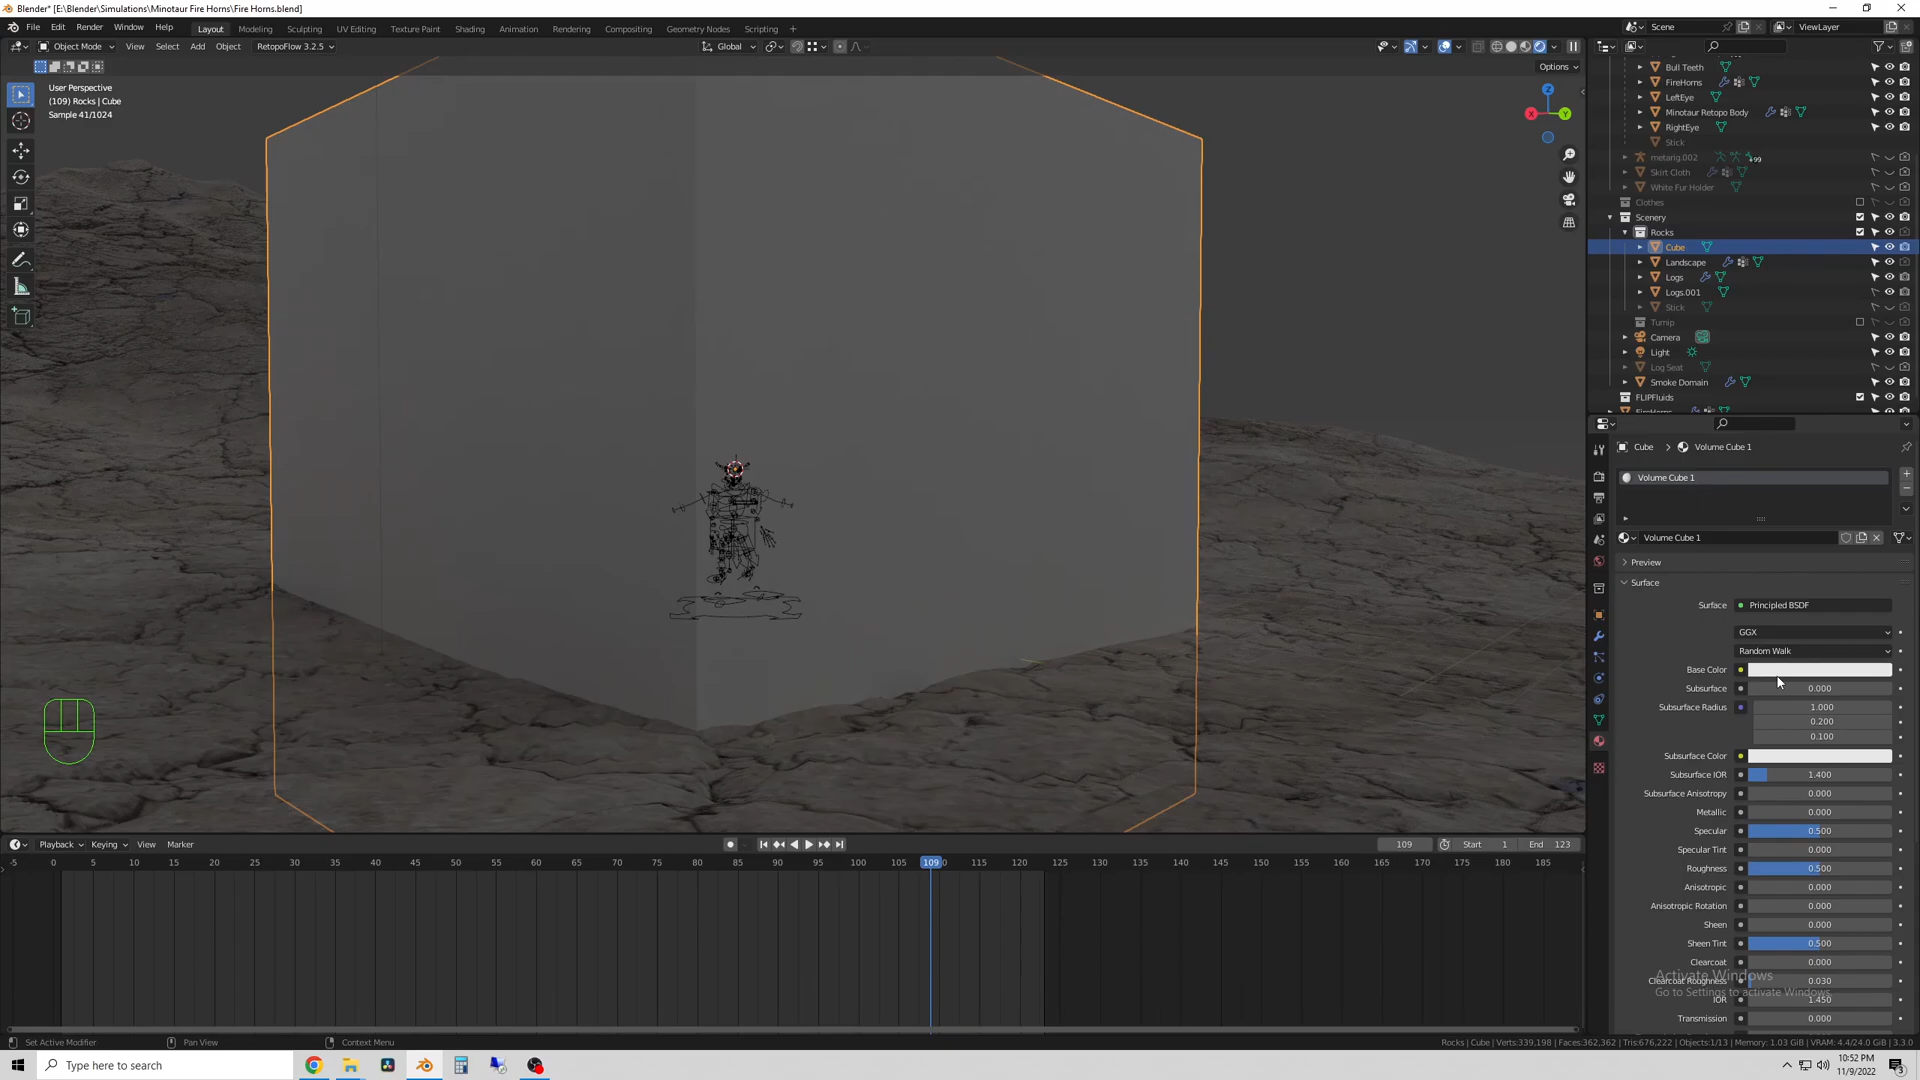 Blender* [E:\Blender\Simulations\Minotaur Fire Horns\Fire Horns.blend]
File Edit Render Window Help Layout Modeling Sculpting UV Editing Texture Paint Shading Animation Rendering Compositing Geometry Nodes Scripting + Scene ViewLayer
Object Mode View Select Add Object RetopoFlow 3.2.5 Global
Options
User Perspective
(109) Rocks | Cube
Sample 41/1024
Z
X
Y
Bull Teeth
FireHorns
LeftEye
Minotaur Retopo Body
RightEye
Stick
metarig.002 99
Skirt Cloth
White Fur Holder
Clothes
Scenery
Rocks
Cube
Landscape
Logs
Logs.001
Stick
Turnip
Camera
Light
Log Seat
Smoke Domain
FLIPFluids
FireHorns
Cube > Volume Cube 1
Volume Cube 1
Volume Cube 1
Preview
Surface
Surface Principled BSDF
GGX
Random Walk
Base Color
Subsurface 0.000
Subsurface Radius 1.000
0.200
0.100
Subsurface Color
Subsurface IOR 1.400
Subsurface Anisotropy 0.000
Metallic 0.000
Specular 0.500
Specular Tint 0.000
Roughness 0.500
Anisotropic 0.000
Anisotropic Rotation 0.000
Sheen 0.000
Sheen Tint 0.500
Clearcoat 0.000
Clearcoat Roughness 0.030
IOR 1.450
Transmission 0.000
Activate Windows
Go to Settings to activate Windows.
Playback Keying View Marker 109 Start 1 End 123
-5 0 5 10 15 20 25 30 35 40 45 50 55 60 65 70 75 80 85 90 95 100 105 109 115 120 125 130 135 140 145 150 155 160 165 170 175 180 185
Set Active Modifier Pan View Context Menu
Rocks | Cube | Verts:339,198 | Faces:362,362 | Tris:676,222 | Objects:1/13 | Memory: 1.03 GiB | VRAM: 4.4/24.0 GiB | 3.3.0
Type here to search
10:52 PM
11/9/2022
3